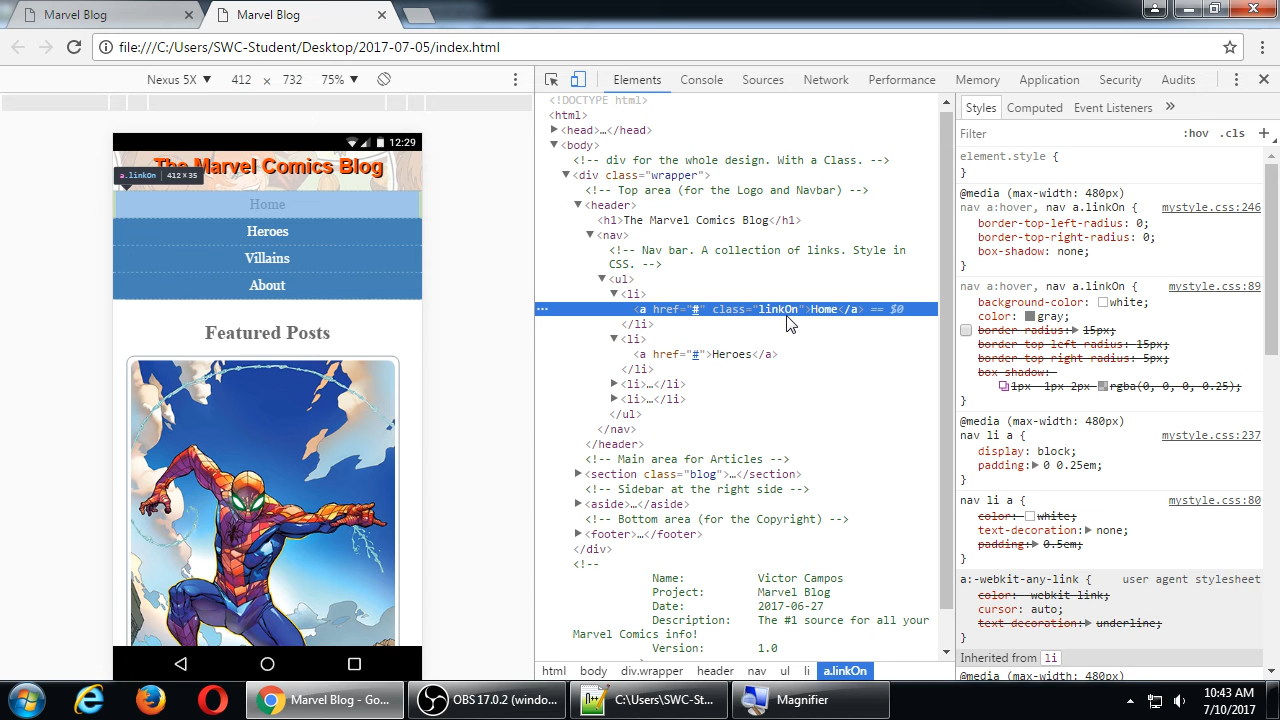 Marvel Blog
Marvel Blog
file:///C:/Users/SWC-Student/Desktop/2017-07-05/index.html
Nexus 5X ▼ 412 × 732 75% ▼
Elements Console Sources Network Performance Memory Application Security Audits
12:29
The Marvel Comics Blog
a.linkOn 412×35
Home
Heroes
Villains
About
Featured Posts
<!DOCTYPE html>
<html>
<head>…</head>
<body>
<!-- div for the whole design. With a Class. -->
<div class="wrapper">
<!-- Top area (for the Logo and Navbar) -->
<header>
<h1>The Marvel Comics Blog</h1>
<nav>
<!-- Nav bar. A collection of links. Style in
CSS. -->
<ul>
<li>
<a href="#" class="linkOn">Home</a> == $0
</li>
<li>
<a href="#">Heroes</a>
</li>
<li>…</li>
<li>…</li>
</ul>
</nav>
</header>
<!-- Main area for Articles -->
<section class="blog">…</section>
<!-- Sidebar at the right side -->
<aside>…</aside>
<!-- Bottom area (for the Copyright) -->
<footer>…</footer>
</div>
<!--
Name: Victor Campos
Project: Marvel Blog
Date: 2017-06-27
Description: The #1 source for all your
Marvel Comics info!
Version: 1.0
html body div.wrapper header nav ul li a.linkOn
Styles Computed Event Listeners »
Filter :hov .cls +
element.style {
}
@media (max-width: 480px)
nav a:hover, nav a.linkOn { mystyle.css:246
border-top-left-radius: 0;
border-top-right-radius: 0;
box-shadow: none;
}
nav a:hover, nav a.linkOn { mystyle.css:89
background-color: white;
color: gray;
border-radius: 15px;
border-top-left-radius: 15px;
border-top-right-radius: 5px;
box-shadow:
1px -1px 2px rgba(0, 0, 0, 0.25);
}
@media (max-width: 480px)
nav li a { mystyle.css:237
display: block;
padding: 0 0.25em;
}
nav li a { mystyle.css:80
color: white;
text-decoration: none;
padding: 0.5em;
}
a:-webkit-any-link { user agent stylesheet
color: -webkit-link;
cursor: auto;
text-decoration: underline;
}
Inherited from li
@media (max-width: 480px)
Marvel Blog - Go...
OBS 17.0.2 (windo...
C:\Users\SWC-St...
Magnifier
10:43 AM
7/10/2017